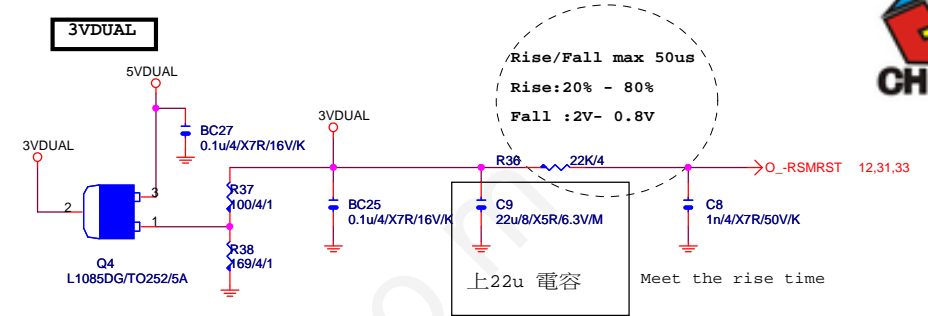 3VDUAL
Rise/Fall max 50us
Rise:20% - 80%
Fall :2V- 0.8V
CH
5VDUAL
3VDUAL
BC27
0.1u/4/X7R/16V/K
3VDUAL
R36
22K/4
O_-RSMRST 12,31,33
3
2
1
R37
100/4/1
BC25
0.1u/4/X7R/16V/K
C9
22u/8/X5R/6.3V/M
C8
1n/4/X7R/50V/K
R38
169/4/1
Q4
L1085DG/TO252/5A
上22u 電容
Meet the rise time